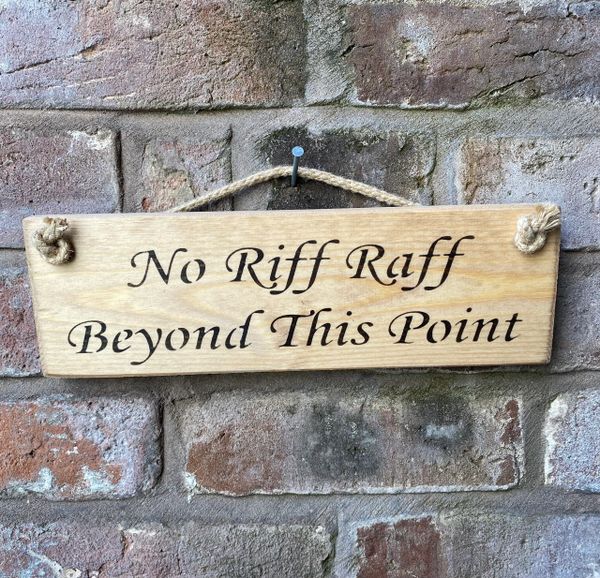 No Riff Raff
Beyond This Point